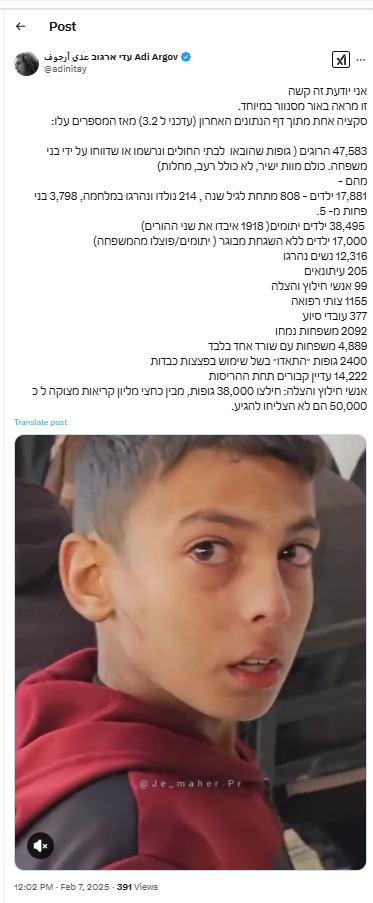 Post
עדי ארגוב عدي أرجوف Adi Argov
@adinitay
אני יודעת זה קשה
זו מראה באור מסנוור במיוחד.
סקציה אחת מתוך דף הנתונים האחרון (עדכני ל 3.2) מאז המספרים עלו:
47,583 הרוגים ( גופות שהובאו לבתי החולים ונרשמו או שדווחו על ידי בני
משפחה. כולם מוות ישיר, לא כולל רעב, מחלות)
מהם -
17,881 ילדים - 808 מתחת לגיל שנה , 214 נולדו ונהרגו במלחמה, 3,798 בני
פחות מ- 5.
38,495 ילדים יתומים( 1918 איבדו את שני ההורים)
17,000 ילדים ללא השגחת מבוגר ( יתומים/פוצלו מהמשפחה)
12,316 נשים נהרגו
205 עיתונאים
99 אנשי חילוץ והצלה
1155 צותי רפואה
377 עובדי סיוע
2092 משפחות נמחו
4,889 משפחות עם שורד אחד בלבד
2400 גופות ״התאדו״ בשל שימוש בפצצות כבדות
14,222 עדיין קבורים תחת ההריסות
אנשי חילוץ והצלה: חילצו 38,000 גופות, מבין כחצי מליון קריאות מצוקה ל כ
50,000 הם לא הצליחו להגיע.
Translate post
@Je_maher.Pr
12:02 PM · Feb 7, 2025 · 391 Views